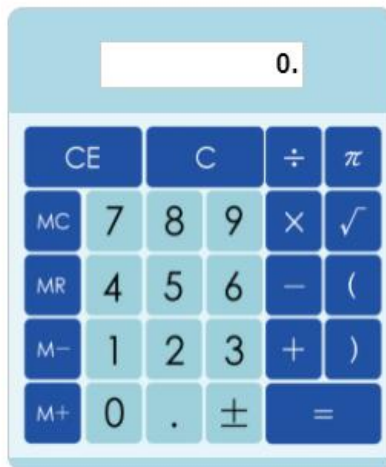 0.
CE C ÷ π
MC 7 8 9 × √
MR 4 5 6 − (
M− 1 2 3 + )
M+ 0 . ± =